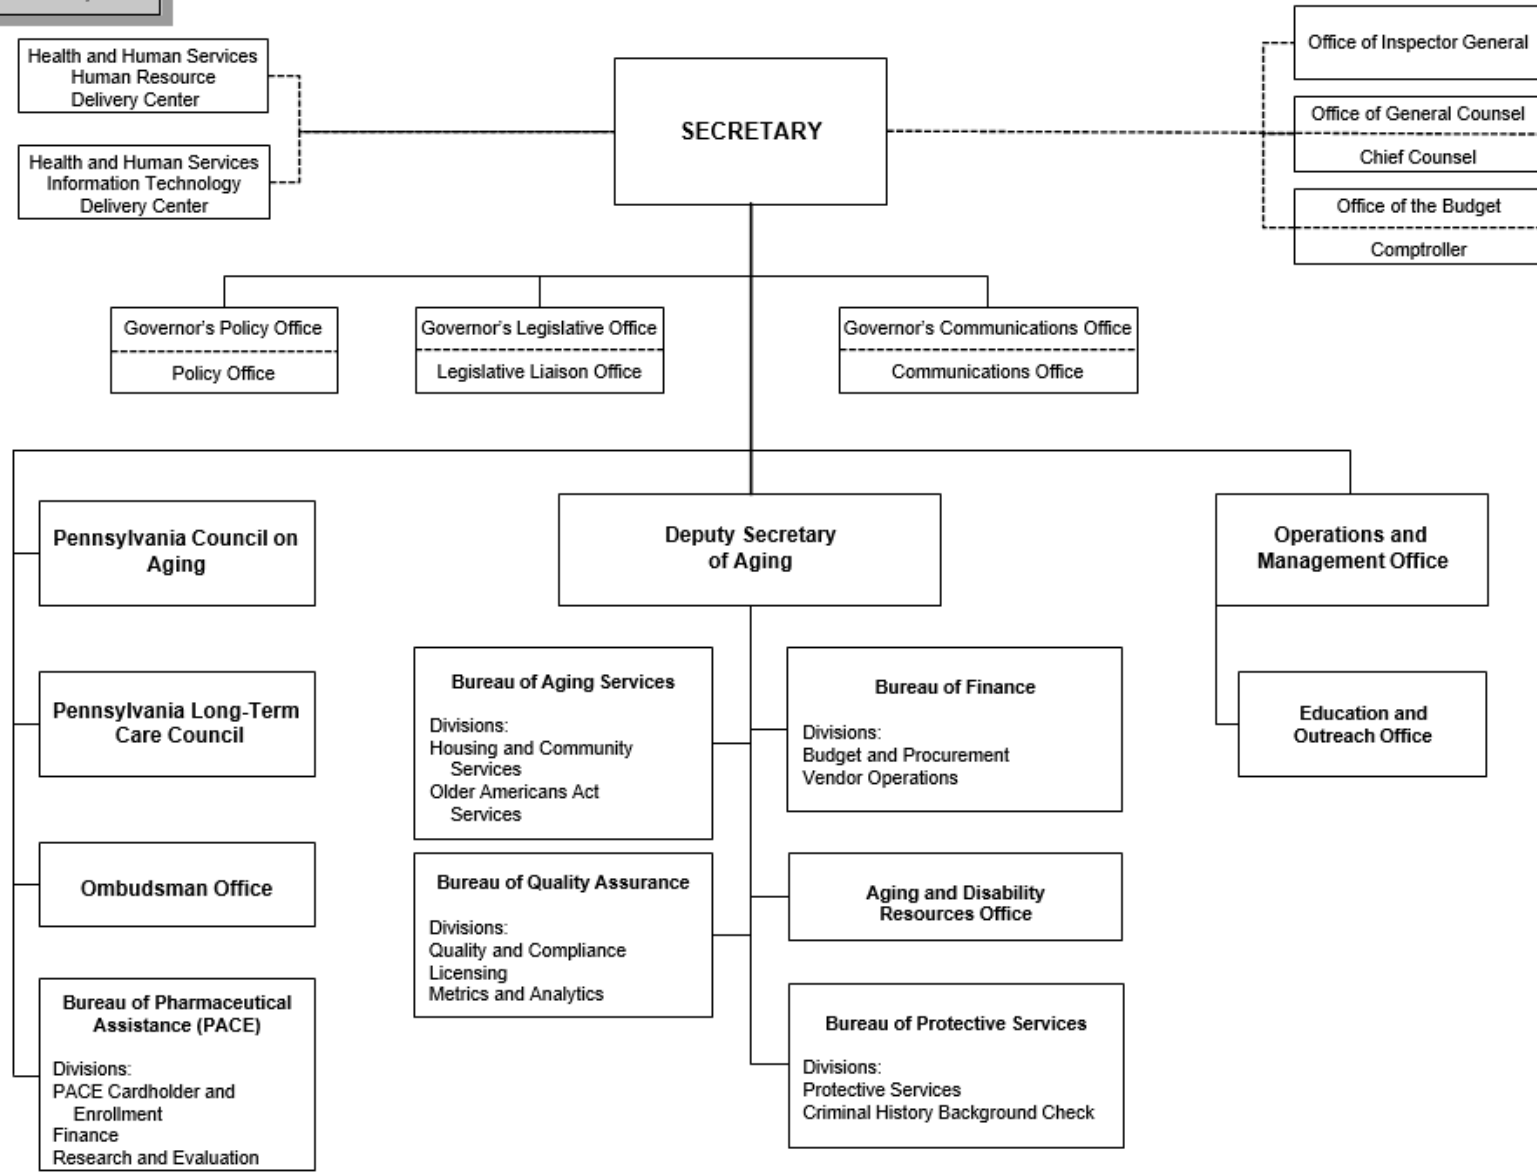 Health and Human Services
Human Resource
Delivery Center
Health and Human Services
Information Technology
Delivery Center
SECRETARY
Office of Inspector General
Office of General Counsel
Chief Counsel
Office of the Budget
Comptroller
Governor's Policy Office
Policy Office
Governor's Legislative Office
Legislative Liaison Office
Governor's Communications Office
Communications Office
Pennsylvania Council on
Aging
Pennsylvania Long-Term
Care Council
Ombudsman Office
Bureau of Pharmaceutical
Assistance (PACE)
Divisions:
PACE Cardholder and
Enrollment
Finance
Research and Evaluation
Deputy Secretary
of Aging
Bureau of Aging Services
Divisions:
Housing and Community
Services
Older Americans Act
Services
Bureau of Quality Assurance
Divisions:
Quality and Compliance
Licensing
Metrics and Analytics
Bureau of Finance
Divisions:
Budget and Procurement
Vendor Operations
Aging and Disability
Resources Office
Bureau of Protective Services
Divisions:
Protective Services
Criminal History Background Check
Operations and
Management Office
Education and
Outreach Office